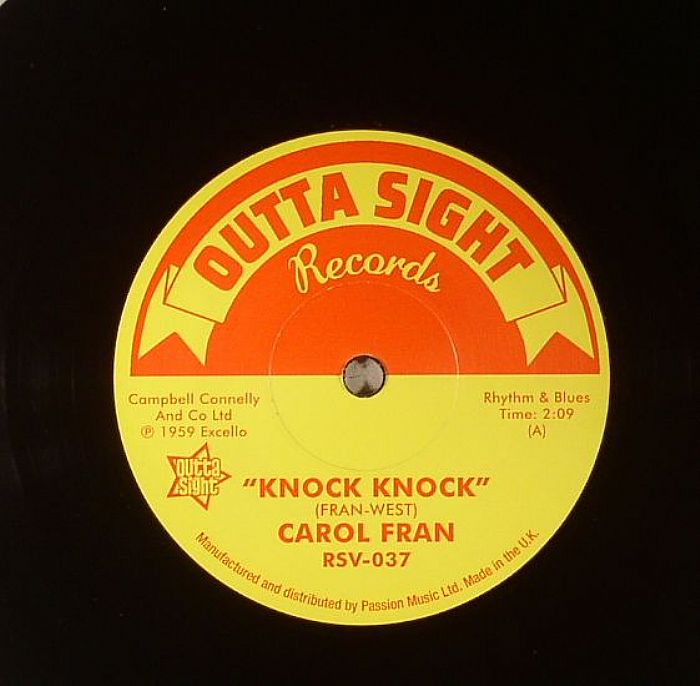 OUTTA SIGHT
Records
Campbell Connelly
And Co Ltd
℗ 1959 Excello
Rhythm & Blues
Time: 2:09
(A)
outta
sight
"KNOCK KNOCK"
(FRAN-WEST)
CAROL FRAN
RSV-037
Manufactured and distributed by Passion Music Ltd. Made in the U.K.